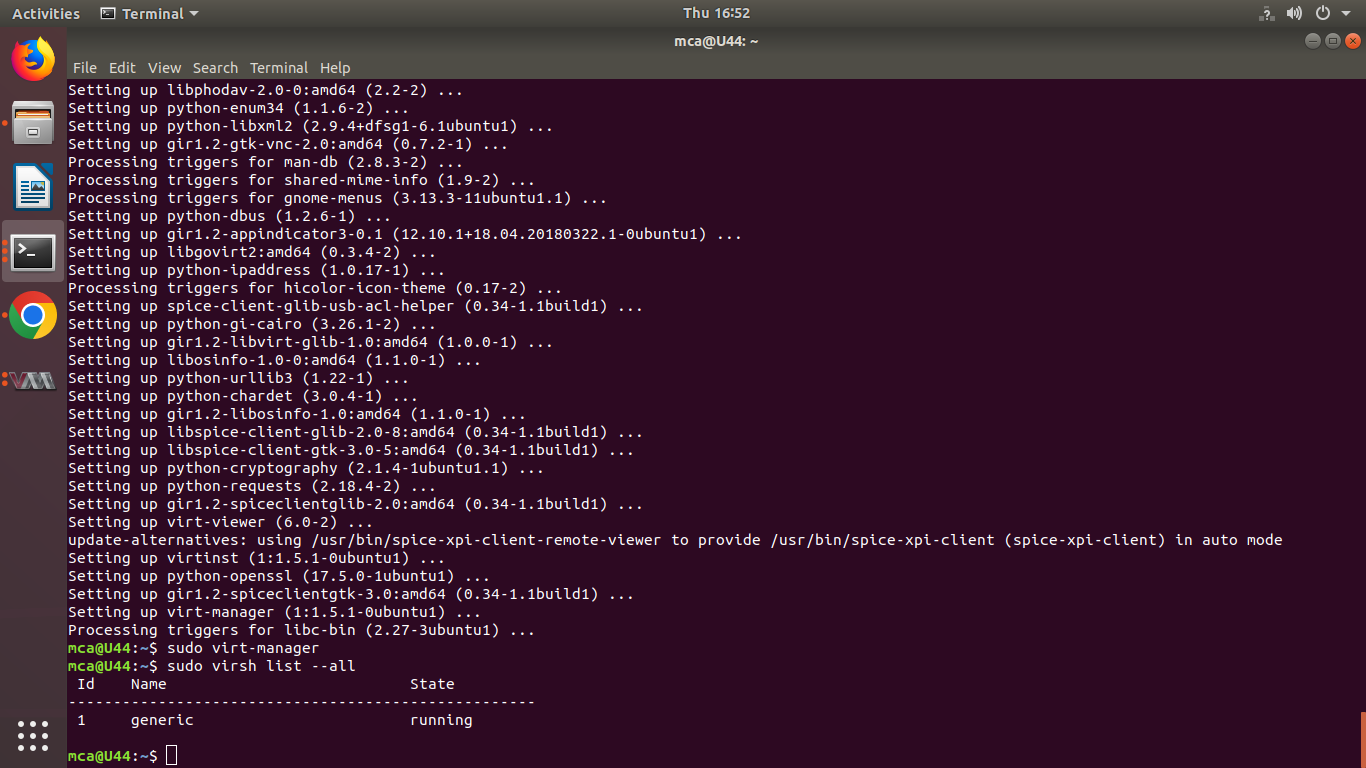 Activities Terminal Thu 16:52
mca@U44: ~
File Edit View Search Terminal Help
Setting up libphodav-2.0-0:amd64 (2.2-2) ...
Setting up python-enum34 (1.1.6-2) ...
Setting up python-libxml2 (2.9.4+dfsg1-6.1ubuntu1) ...
Setting up gir1.2-gtk-vnc-2.0:amd64 (0.7.2-1) ...
Processing triggers for man-db (2.8.3-2) ...
Processing triggers for shared-mime-info (1.9-2) ...
Processing triggers for gnome-menus (3.13.3-11ubuntu1.1) ...
Setting up python-dbus (1.2.6-1) ...
Setting up gir1.2-appindicator3-0.1 (12.10.1+18.04.20180322.1-0ubuntu1) ...
Setting up libgovirt2:amd64 (0.3.4-2) ...
Setting up python-ipaddress (1.0.17-1) ...
Processing triggers for hicolor-icon-theme (0.17-2) ...
Setting up spice-client-glib-usb-acl-helper (0.34-1.1build1) ...
Setting up python-gi-cairo (3.26.1-2) ...
Setting up gir1.2-libvirt-glib-1.0:amd64 (1.0.0-1) ...
Setting up libosinfo-1.0-0:amd64 (1.1.0-1) ...
Setting up python-urllib3 (1.22-1) ...
Setting up python-chardet (3.0.4-1) ...
Setting up gir1.2-libosinfo-1.0:amd64 (1.1.0-1) ...
Setting up libspice-client-glib-2.0-8:amd64 (0.34-1.1build1) ...
Setting up libspice-client-gtk-3.0-5:amd64 (0.34-1.1build1) ...
Setting up python-cryptography (2.1.4-1ubuntu1.1) ...
Setting up python-requests (2.18.4-2) ...
Setting up gir1.2-spiceclientglib-2.0:amd64 (0.34-1.1build1) ...
Setting up virt-viewer (6.0-2) ...
update-alternatives: using /usr/bin/spice-xpi-client-remote-viewer to provide /usr/bin/spice-xpi-client (spice-xpi-client) in auto mode
Setting up virtinst (1:1.5.1-0ubuntu1) ...
Setting up python-openssl (17.5.0-1ubuntu1) ...
Setting up gir1.2-spiceclientgtk-3.0:amd64 (0.34-1.1build1) ...
Setting up virt-manager (1:1.5.1-0ubuntu1) ...
Processing triggers for libc-bin (2.27-3ubuntu1) ...
mca@U44:~$ sudo virt-manager
mca@U44:~$ sudo virsh list --all
 Id    Name                           State
----------------------------------------------------
 1     generic                        running
mca@U44:~$